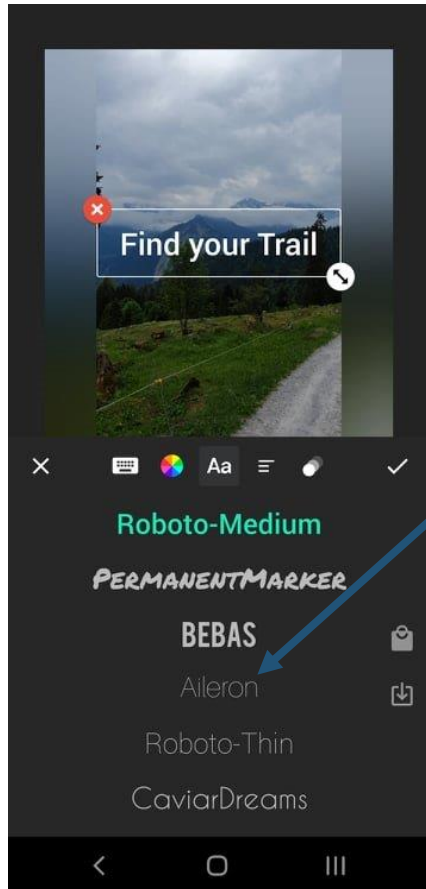 Find your Trail
Aa
Roboto-Medium
PERMANENTMARKER
BEBAS
Aileron
Roboto-Thin
CaviarDreams